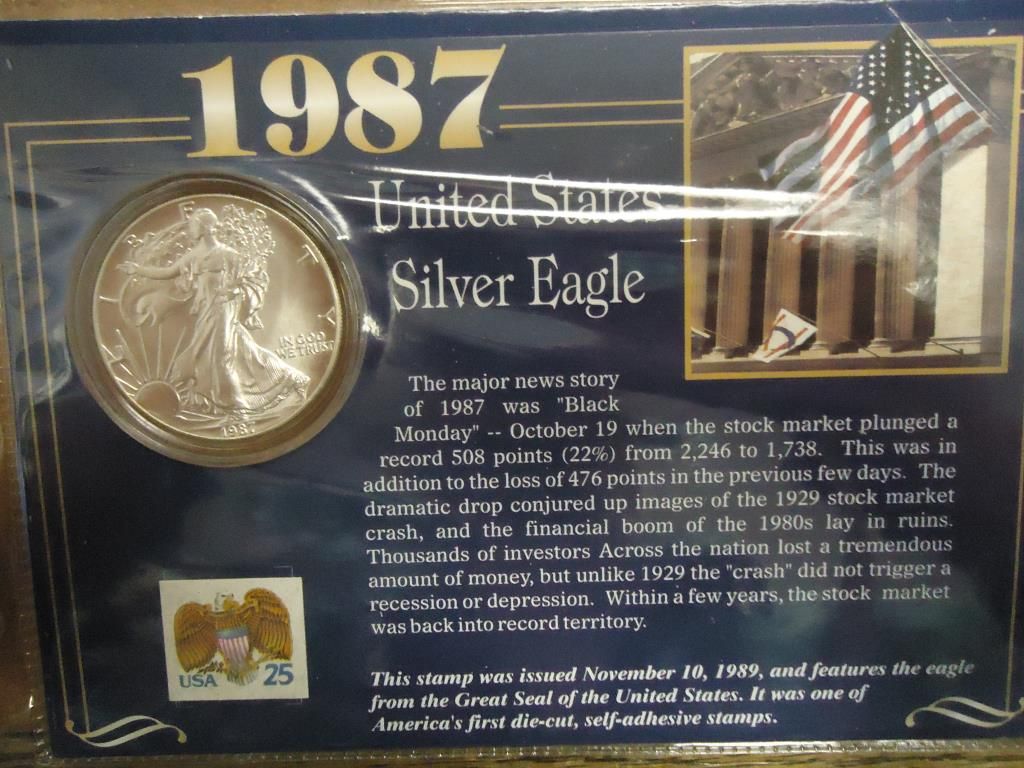 1987
United States
Silver Eagle
LIBERTY
IN GOD
WE TRUST
1987
The major news story
of 1987 was "Black
Monday" -- October 19 when the stock market plunged a
record 508 points (22%) from 2,246 to 1,738. This was in
addition to the loss of 476 points in the previous few days. The
dramatic drop conjured up images of the 1929 stock market
crash, and the financial boom of the 1980s lay in ruins.
Thousands of investors Across the nation lost a tremendous
amount of money, but unlike 1929 the "crash" did not trigger a
recession or depression. Within a few years, the stock market
was back into record territory.
USA 25
This stamp was issued November 10, 1989, and features the eagle
from the Great Seal of the United States. It was one of
America's first die-cut, self-adhesive stamps.